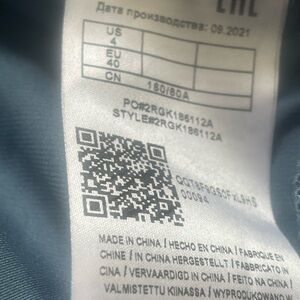 EAC
Дата производства: 09.2021
US
4
EU
40
CN
160/80A
PO#2RGK186112A
STYLE#2RGK186112A
00094
MADE IN CHINA / HECHO EN CHINA / FABRIQUE EN
CHINE / IN CHINA HERGESTELLT / FABBRICATO IN
CINA / VERVAARDIGD IN CHINA / FEITO NA CHINA /
VALMISTETTU KIINASSA / WYPRODUKOWANO W